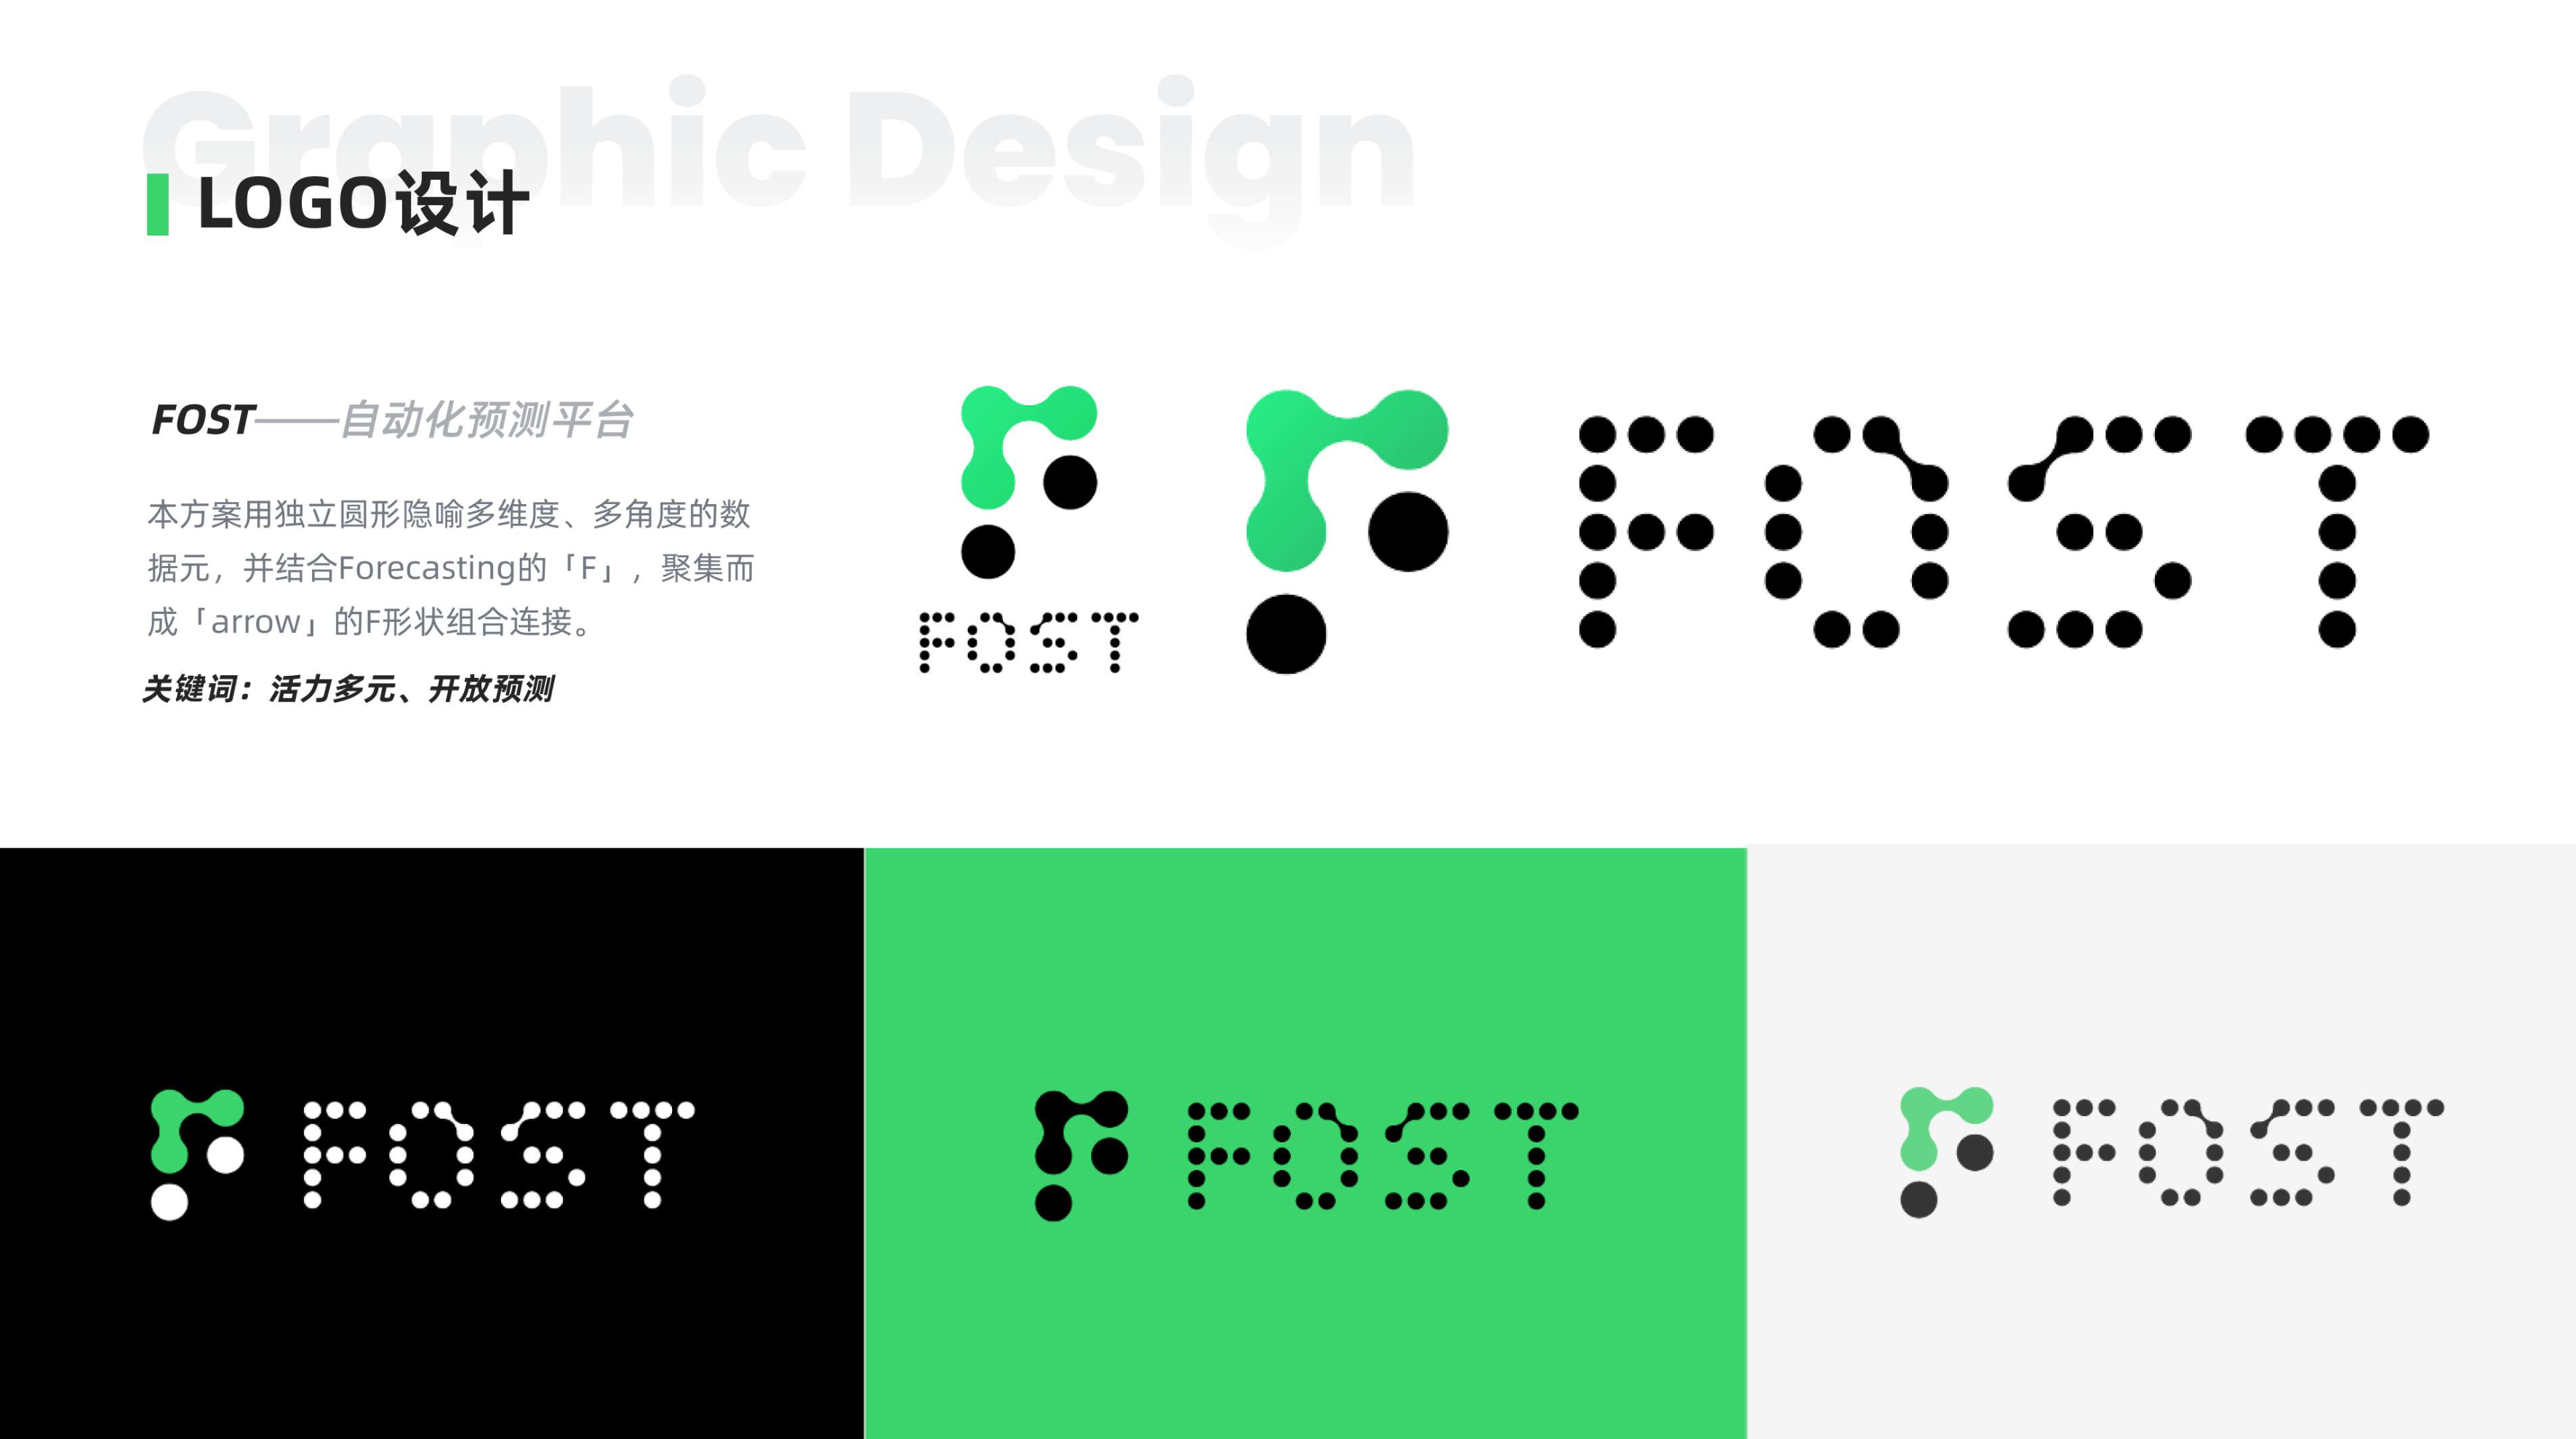 Graphic Design
LOGO设计
FOST——自动化预测平台
本方案用独立圆形隐喻多维度、多角度的数
据元，并结合Forecasting的「F」，聚集而
成「arrow」的F形状组合连接。
关键词：活力多元、开放预测
FOST
FOST
FOST
FOST
FOST